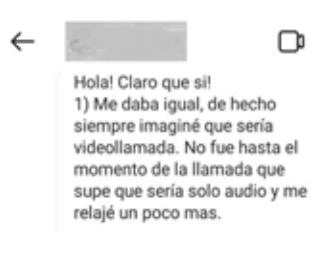 Hola! Claro que si!
1) Me daba igual, de hecho
siempre imaginé que sería
videollamada. No fue hasta el
momento de la llamada que
supe que sería solo audio y me
relajé un poco mas.